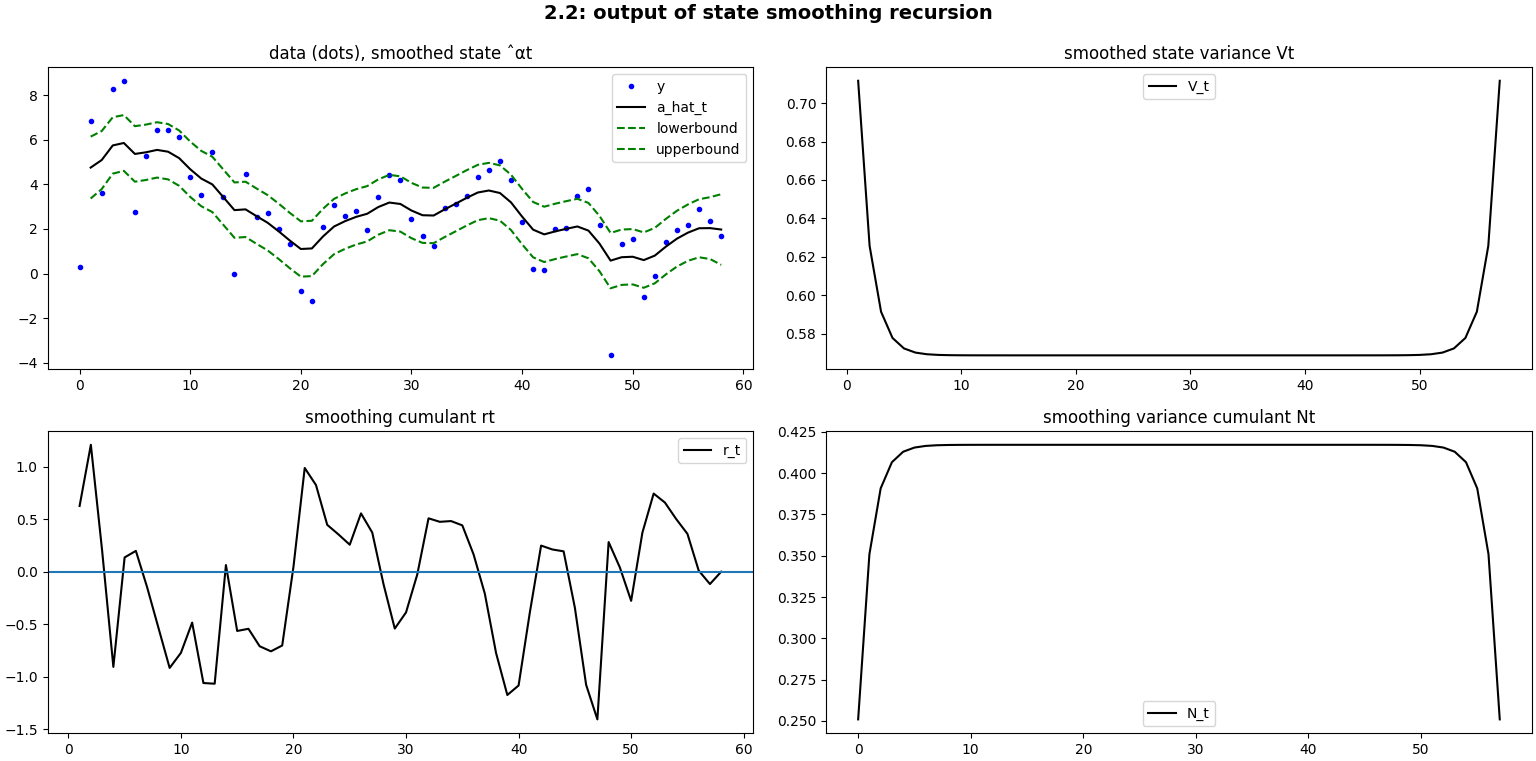 2.2: output of state smoothing recursion
data (dots), smoothed state ˆαt
y
a_hat_t
lowerbound
upperbound
8
6
4
2
0
−2
−4
0 10 20 30 40 50 60
smoothed state variance Vt
V_t
0.70
0.68
0.66
0.64
0.62
0.60
0.58
0 10 20 30 40 50
smoothing cumulant rt
r_t
1.0
0.5
0.0
−0.5
−1.0
−1.5
0 10 20 30 40 50 60
smoothing variance cumulant Nt
0.425
0.400
0.375
0.350
0.325
0.300
0.275
0.250
N_t
0 10 20 30 40 50